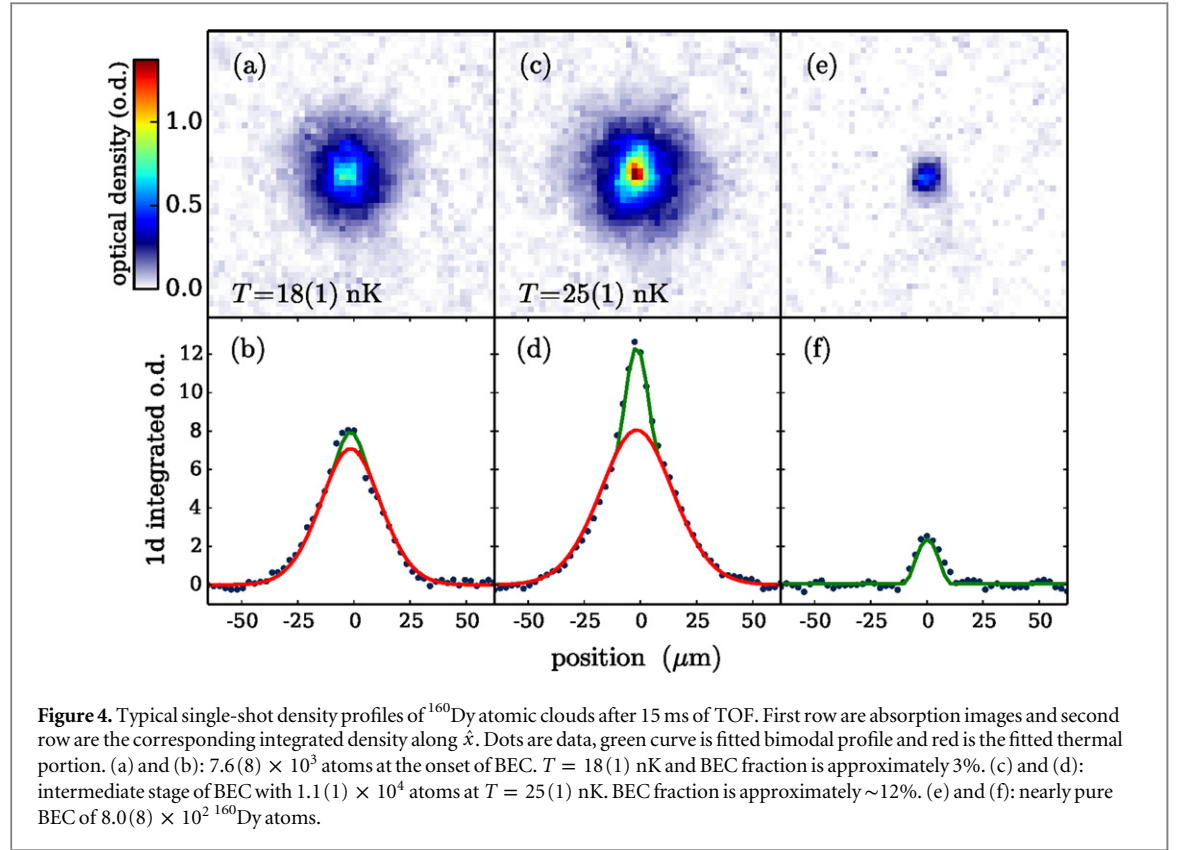 (a) (c) (e)
optical density (o.d.)
1.0
0.5
0.0
T=18(1) nK T=25(1) nK
(b) (d) (f)
1d integrated o.d.
12
10
8
6
4
2
0
-50 -25 0 25 50 -50 -25 0 25 50 -50 -25 0 25 50
position (μm)
Figure 4. Typical single-shot density profiles of ¹⁶⁰Dy atomic clouds after 15 ms of TOF. First row are absorption images and second
row are the corresponding integrated density along x̂. Dots are data, green curve is fitted bimodal profile and red is the fitted thermal
portion. (a) and (b): 7.6(8) × 10³ atoms at the onset of BEC. T = 18(1) nK and BEC fraction is approximately 3%. (c) and (d):
intermediate stage of BEC with 1.1(1) × 10⁴ atoms at T = 25(1) nK. BEC fraction is approximately ~12%. (e) and (f): nearly pure
BEC of 8.0(8) × 10² ¹⁶⁰Dy atoms.